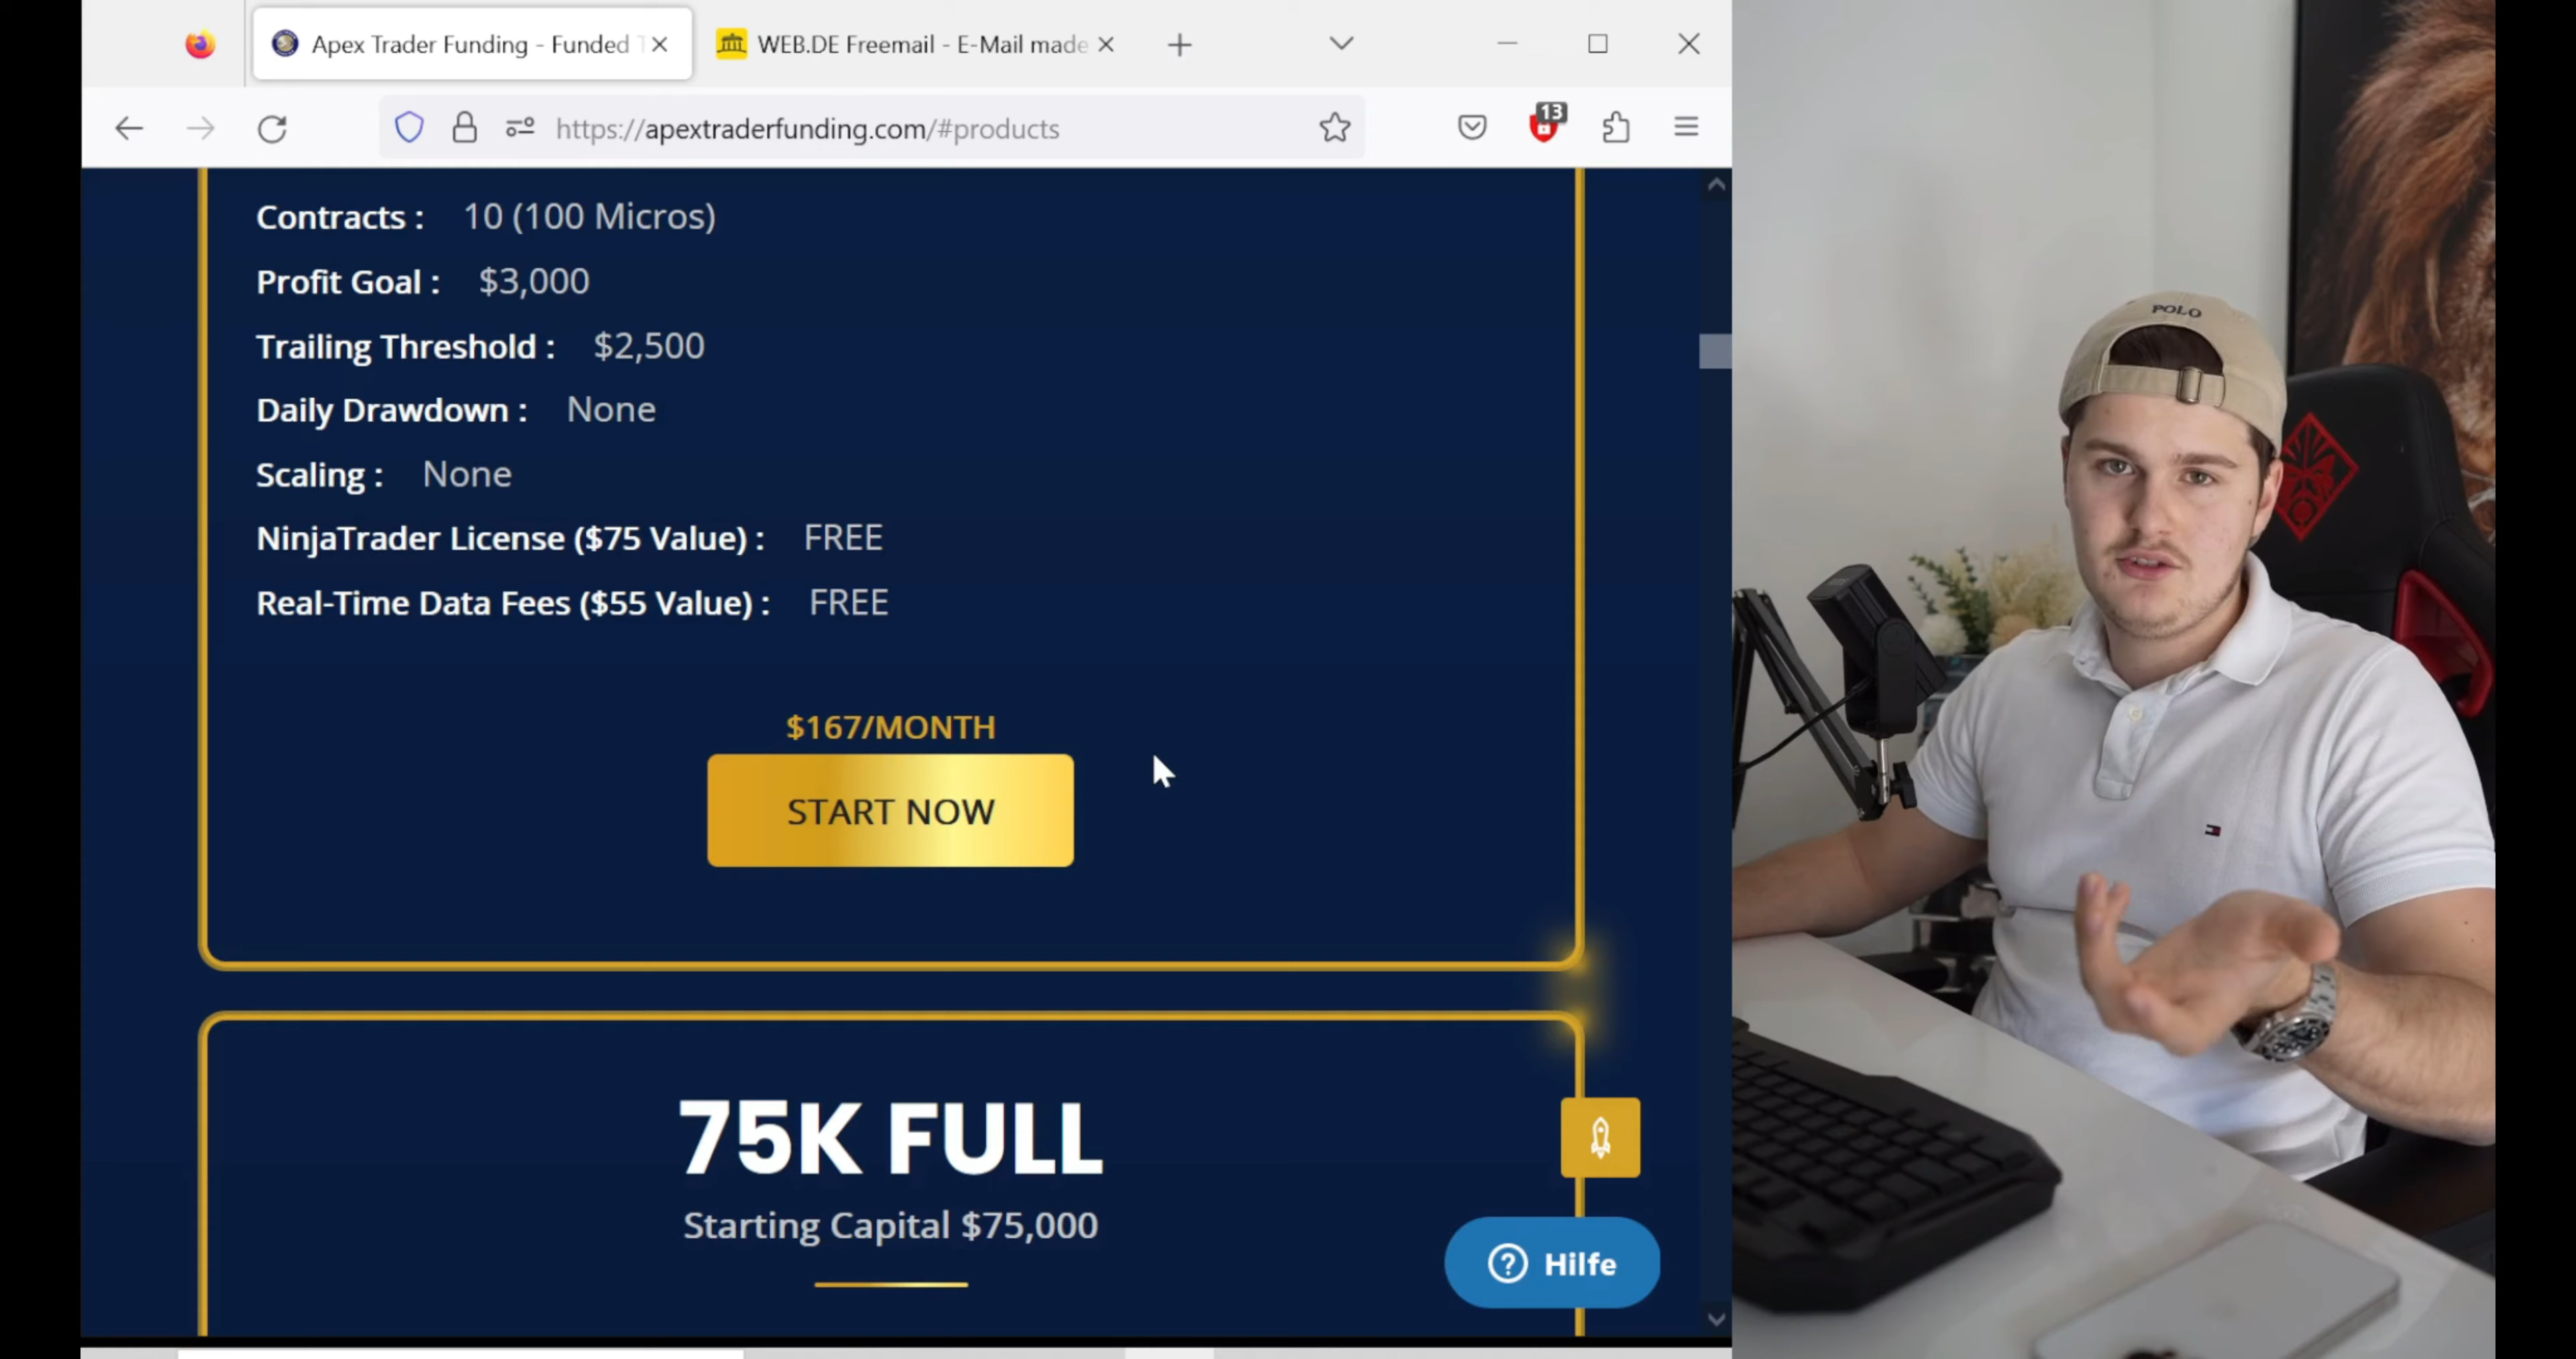 Apex Trader Funding - Funded T
WEB.DE Freemail - E-Mail made
https://apextraderfunding.com/#products
13
Contracts : 10 (100 Micros)
Profit Goal : $3,000
Trailing Threshold : $2,500
Daily Drawdown : None
Scaling : None
NinjaTrader License ($75 Value) : FREE
Real-Time Data Fees ($55 Value) : FREE
$167/MONTH
START NOW
75K FULL
Starting Capital $75,000
Hilfe
POLO